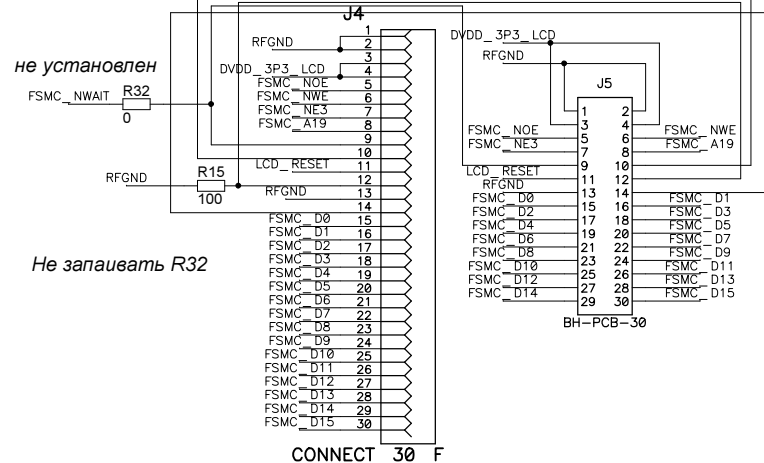 J4
RFGND
1
2
3
DVDD_3P3_LCD
4
FSMC_NOE
5
FSMC_NWE
6
FSMC_NE3
7
FSMC_A19
8
9
10
LCD_RESET
11
12
RFGND
13
14
FSMC_D0
15
FSMC_D1
16
FSMC_D2
17
FSMC_D3
18
FSMC_D4
19
FSMC_D5
20
FSMC_D6
21
FSMC_D7
22
FSMC_D8
23
FSMC_D9
24
FSMC_D10
25
FSMC_D11
26
FSMC_D12
27
FSMC_D13
28
FSMC_D14
29
FSMC_D15
30
CONNECT 30 F
не установлен
FSMC_NWAIT
R32
0
RFGND
R15
100
Не запаивать R32
DVDD_3P3_LCD
RFGND
J5
1 2
3 4
FSMC_NOE 5 6 FSMC_NWE
FSMC_NE3 7 8 FSMC_A19
9 10
LCD_RESET 11 12
RFGND 13 14
FSMC_D0 15 16 FSMC_D1
FSMC_D2 17 18 FSMC_D3
FSMC_D4 19 20 FSMC_D5
FSMC_D6 21 22 FSMC_D7
FSMC_D8 23 24 FSMC_D9
FSMC_D10 25 26 FSMC_D11
FSMC_D12 27 28 FSMC_D13
FSMC_D14 29 30 FSMC_D15
BH-PCB-30